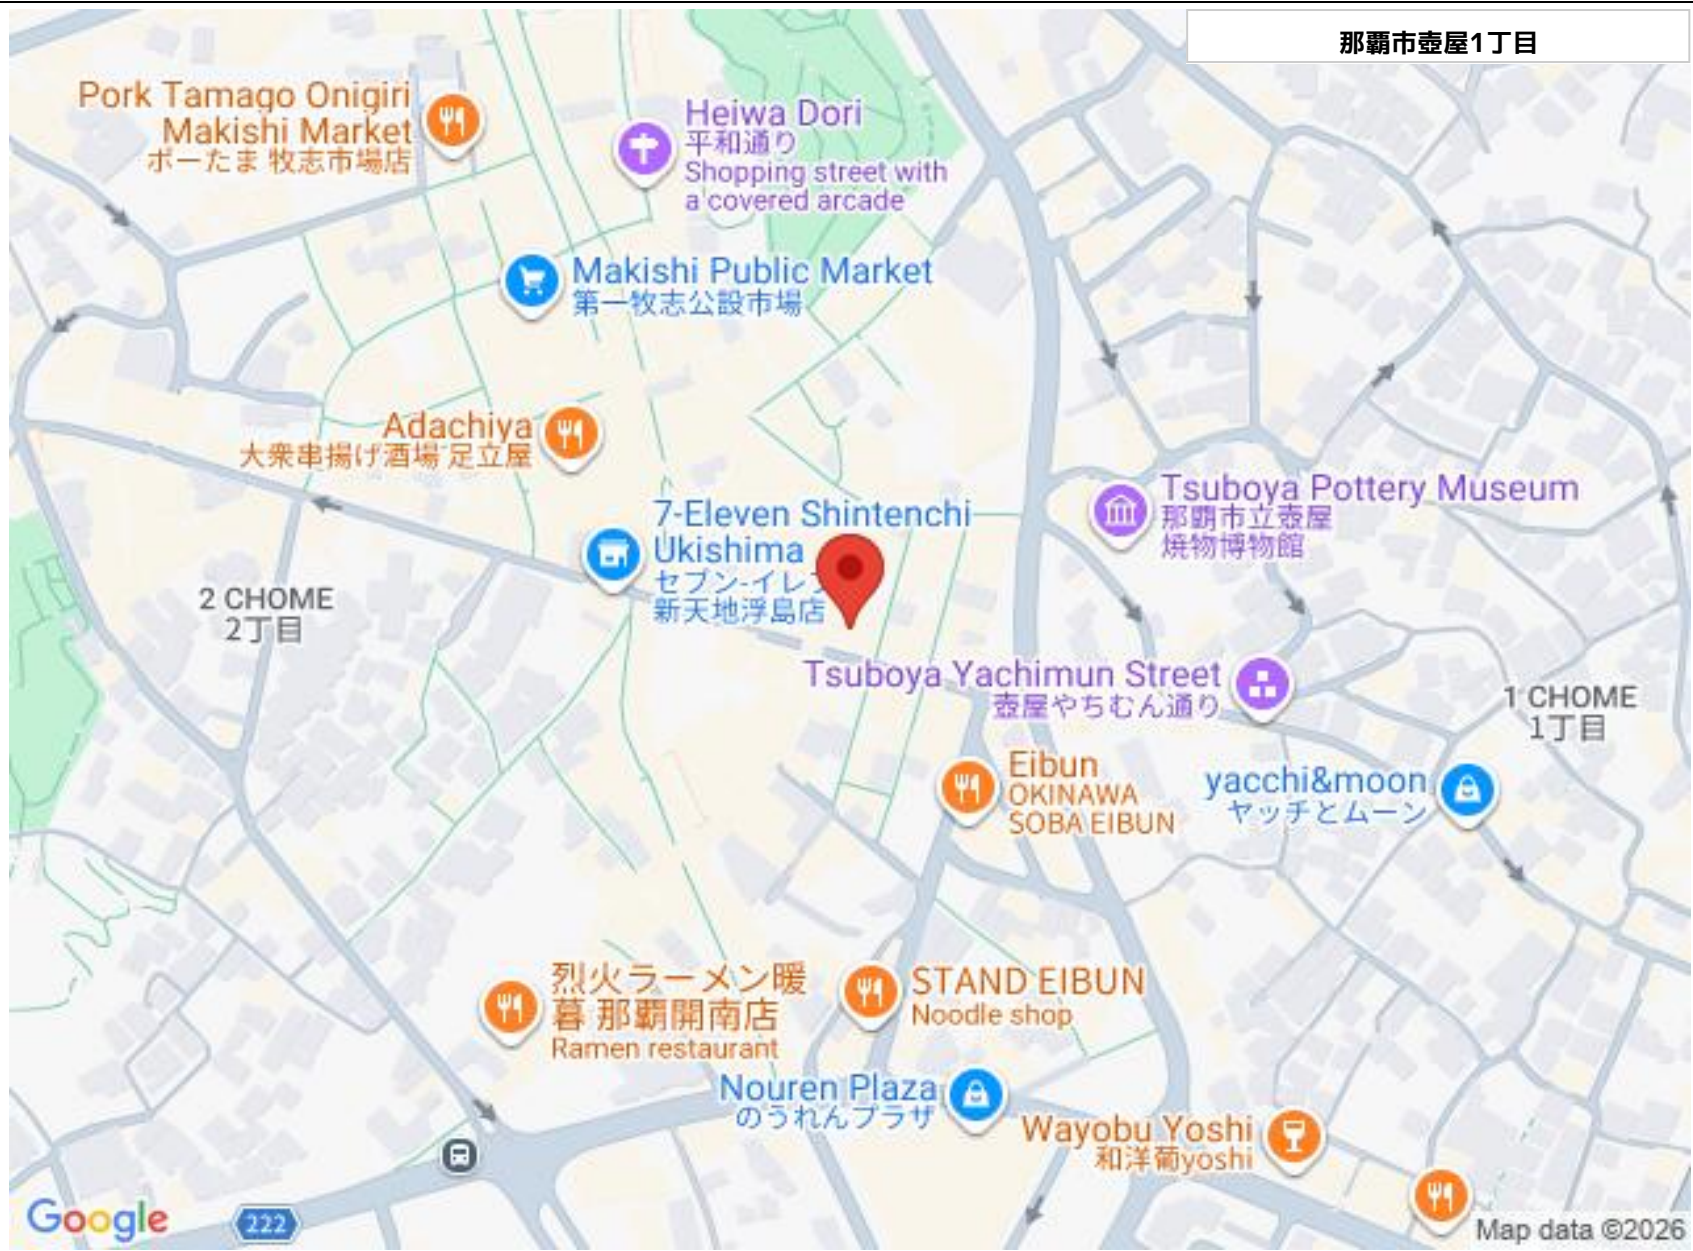 那覇市壺屋1丁目
Pork Tamago Onigiri
Makishi Market
ポーたま 牧志市場店
Heiwa Dori
平和通り
Shopping street with
a covered arcade
Makishi Public Market
第一牧志公設市場
Adachiya
大衆串揚げ酒場 足立屋
7-Eleven Shintenchi
Ukishima
セブン-イレブ
新天地浮島店
Tsuboya Pottery Museum
那覇市立壺屋
焼物博物館
2 CHOME
2丁目
Tsuboya Yachimun Street
壺屋やちむん通り
1 CHOME
1丁目
Eibun
OKINAWA
SOBA EIBUN
yacchi&moon
ヤッチとムーン
烈火ラーメン暖
暮 那覇開南店
Ramen restaurant
STAND EIBUN
Noodle shop
Nouren Plaza
のうれんプラザ
Wayobu Yoshi
和洋葡yoshi
Google
222
Map data ©2026